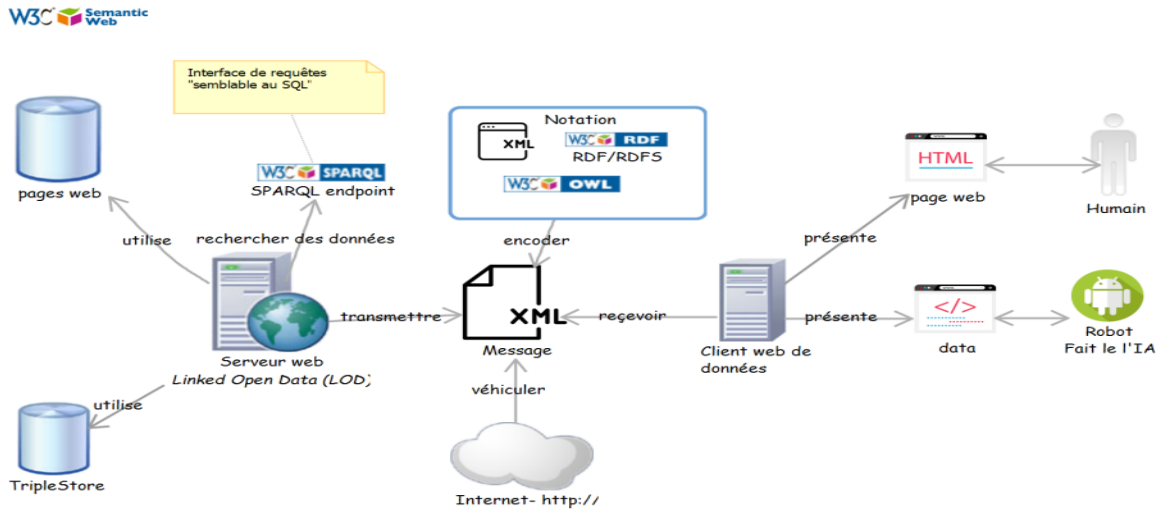 W3C Semantic
Web
Interface de requêtes
"semblable au SQL"
pages web
W3C SPARQL
SPARQL endpoint
Notation
XML
W3C RDF
RDF/RDFS
W3C OWL
HTML
page web
Humain
utilise
rechercher des données
encoder
présente
transmettre
XML
reçevoir
présente
</>
Serveur web
Linked Open Data (LOD)
Message
Client web de
données
data
Robot
Fait le l'IA
utilise
véhiculer
TripleStore
Internet- http://